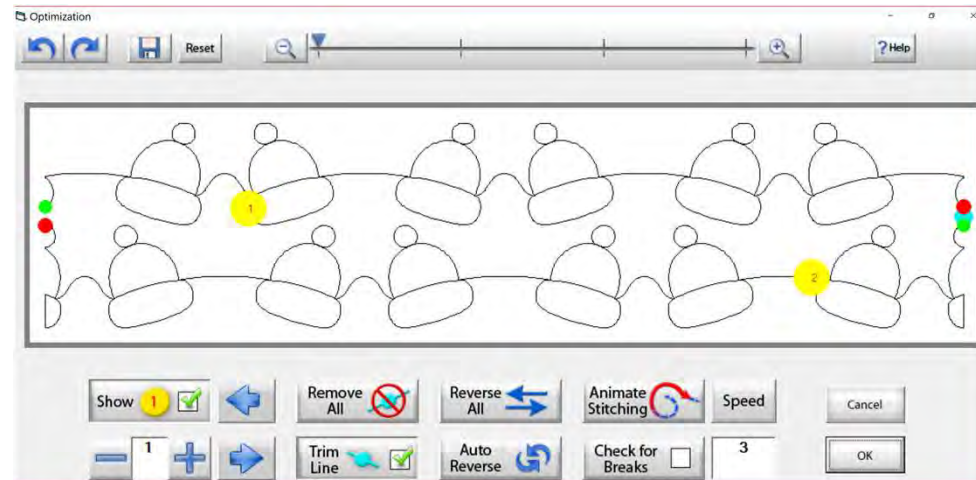 Optimization
Reset
? Help
1
2
Show 1
Remove All
Reverse All
Animate Stitching
Speed
Cancel
1
Trim Line
Auto Reverse
Check for Breaks
3
OK